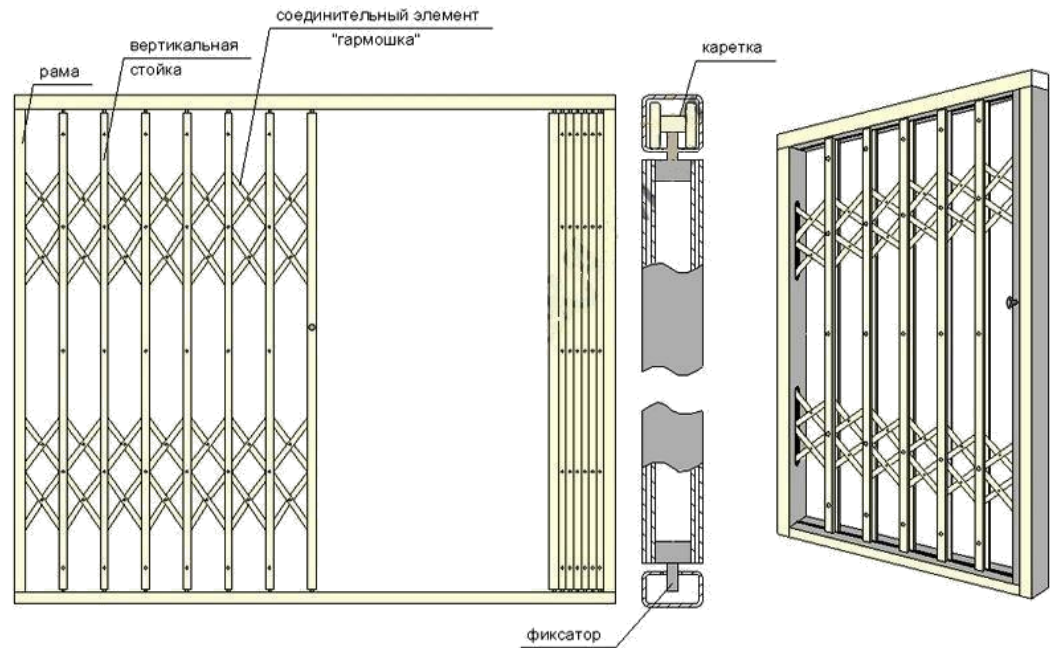 соединительный элемент
"гармошка"
вертикальная
стойка
рама
каретка
фиксатор